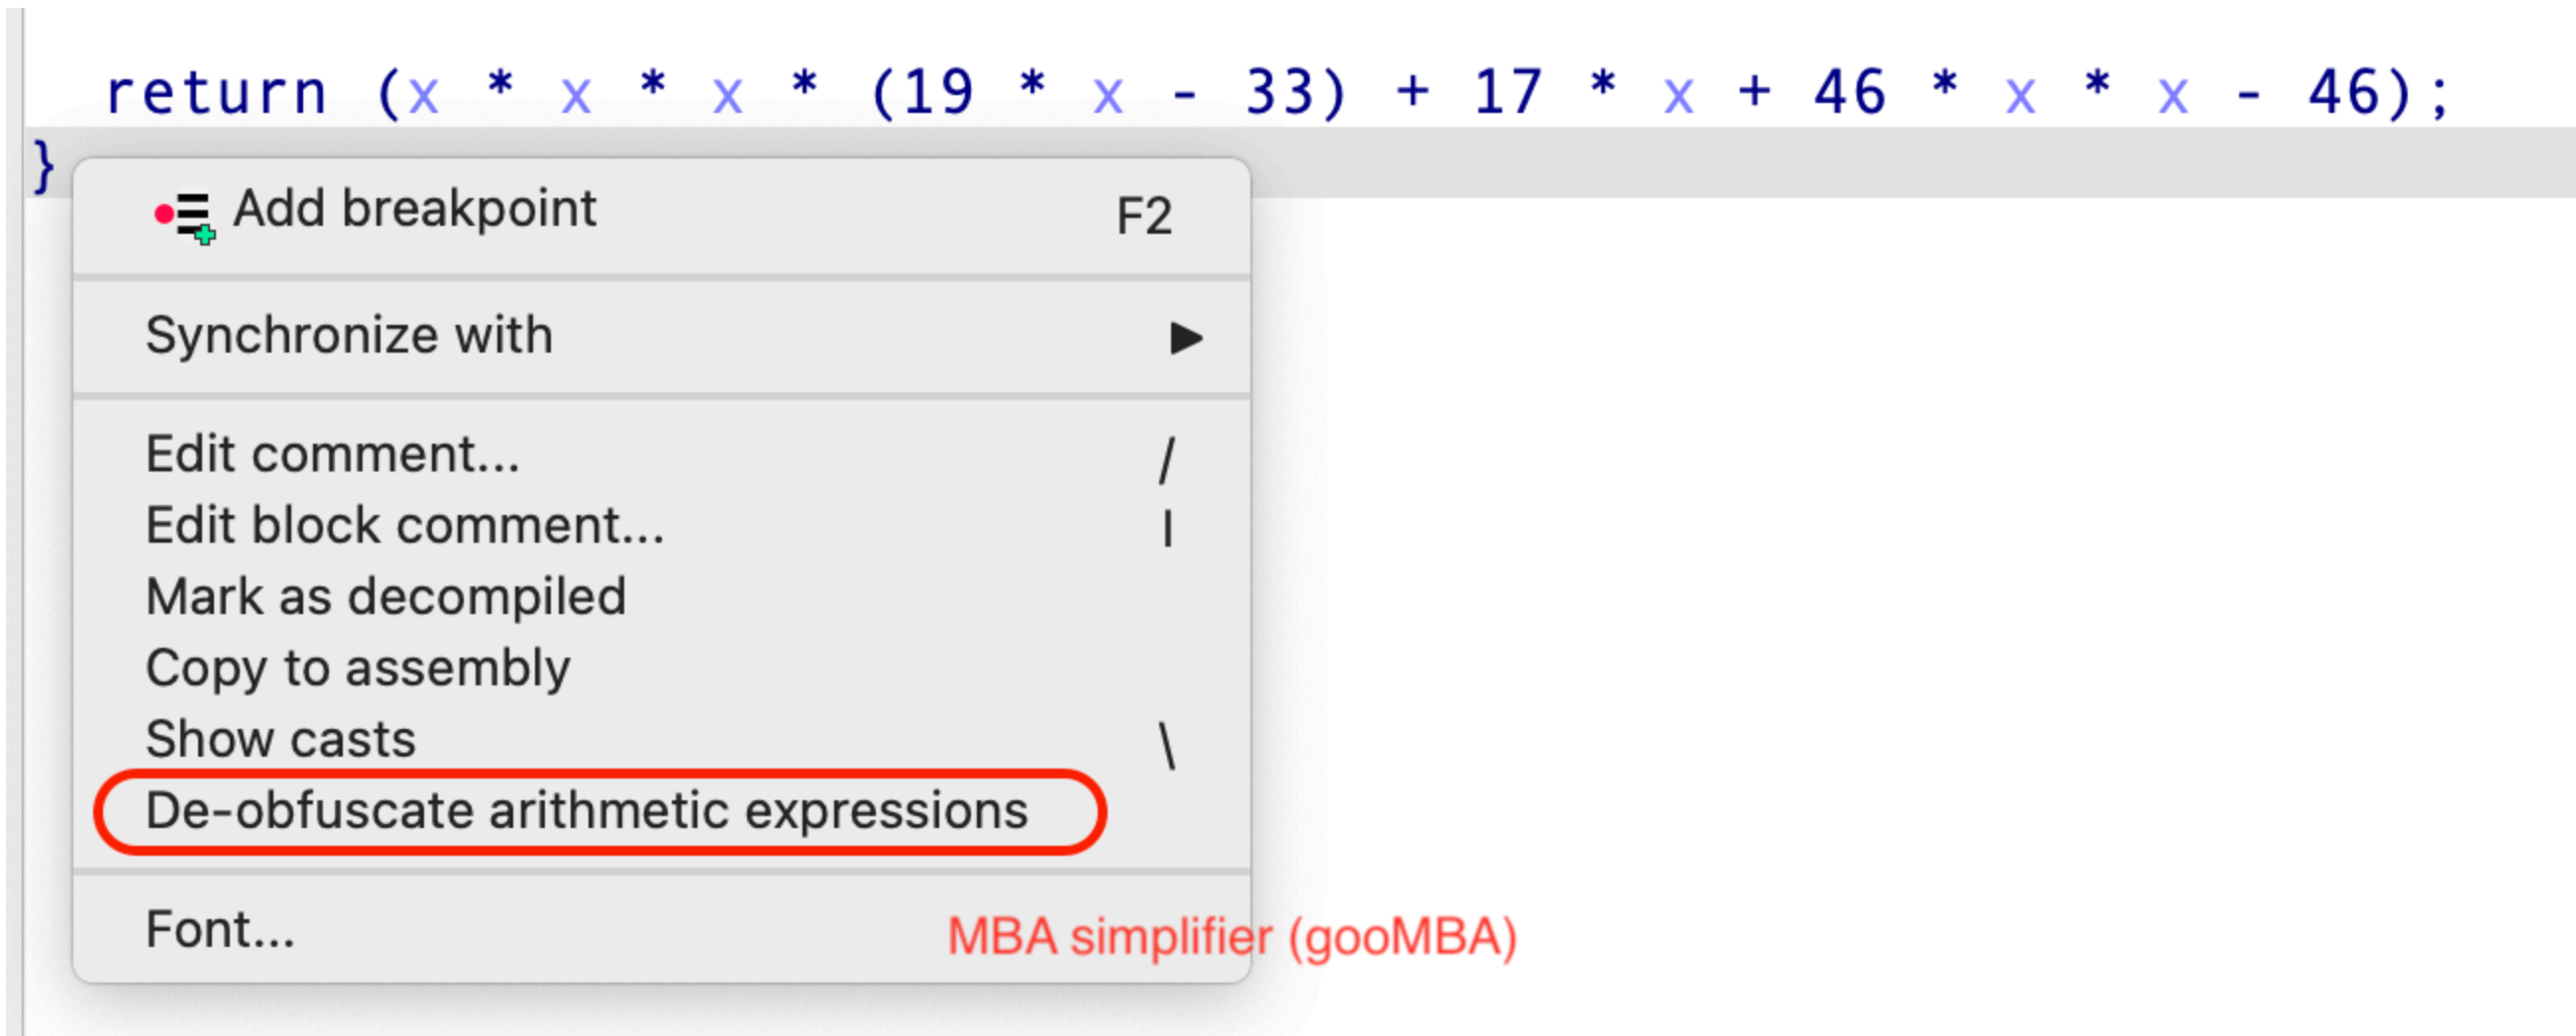 return (x * x * x * (19 * x - 33) + 17 * x + 46 * x * x - 46);
}
Add breakpoint F2
Synchronize with
Edit comment... /
Edit block comment... |
Mark as decompiled
Copy to assembly
Show casts \
De-obfuscate arithmetic expressions
Font...
MBA simplifier (gooMBA)